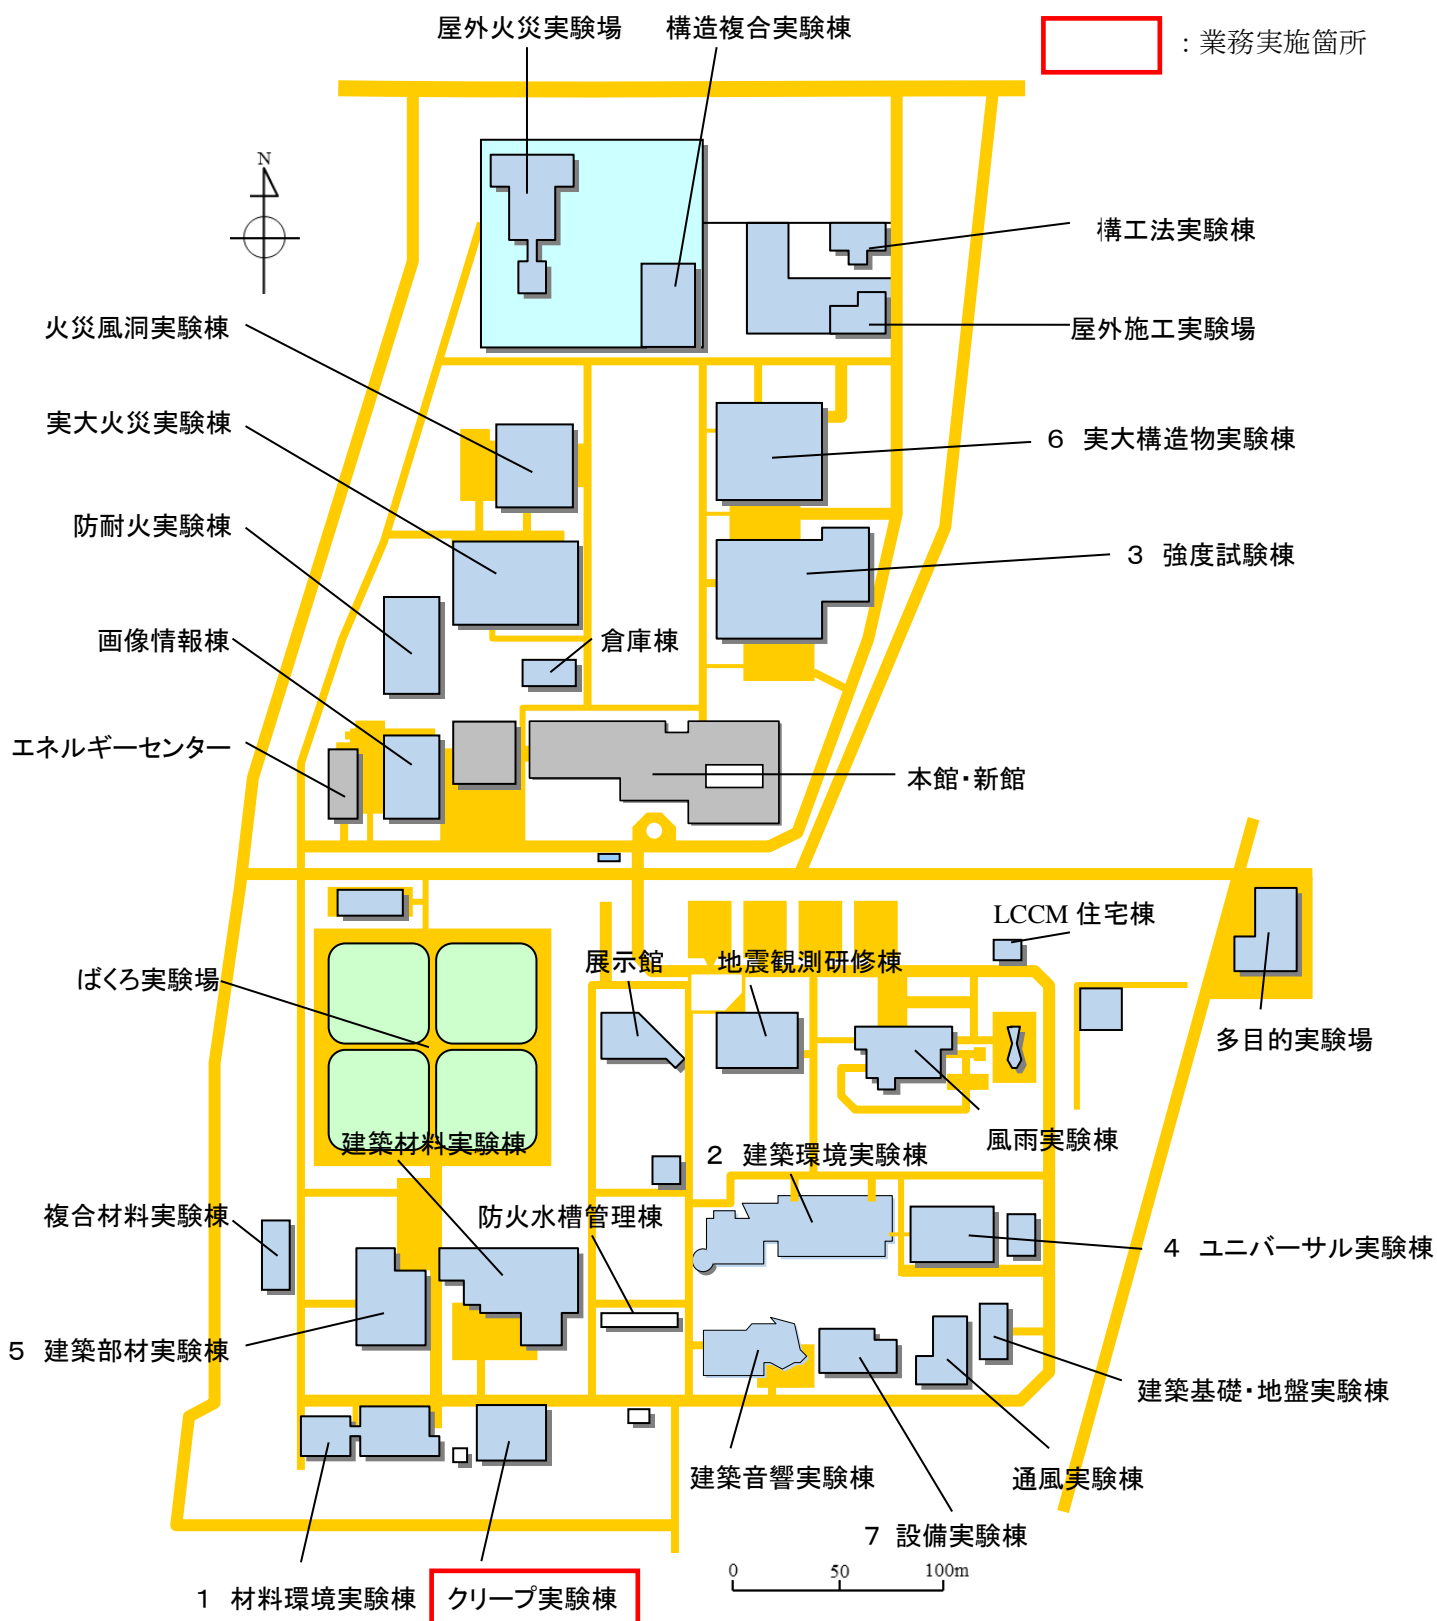 屋外火災実験場
構造複合実験棟
：業務実施箇所
N
構工法実験棟
火災風洞実験棟
屋外施工実験場
実大火災実験棟
６ 実大構造物実験棟
防耐火実験棟
３ 強度試験棟
画像情報棟
倉庫棟
エネルギーセンター
本館・新館
LCCM 住宅棟
ばくろ実験場
展示館
地震観測研修棟
多目的実験場
建築材料実験棟
２ 建築環境実験棟
風雨実験棟
複合材料実験棟
防火水槽管理棟
４ ユニバーサル実験棟
５ 建築部材実験棟
建築基礎・地盤実験棟
建築音響実験棟
通風実験棟
７ 設備実験棟
0 50 100m
１ 材料環境実験棟
クリープ実験棟